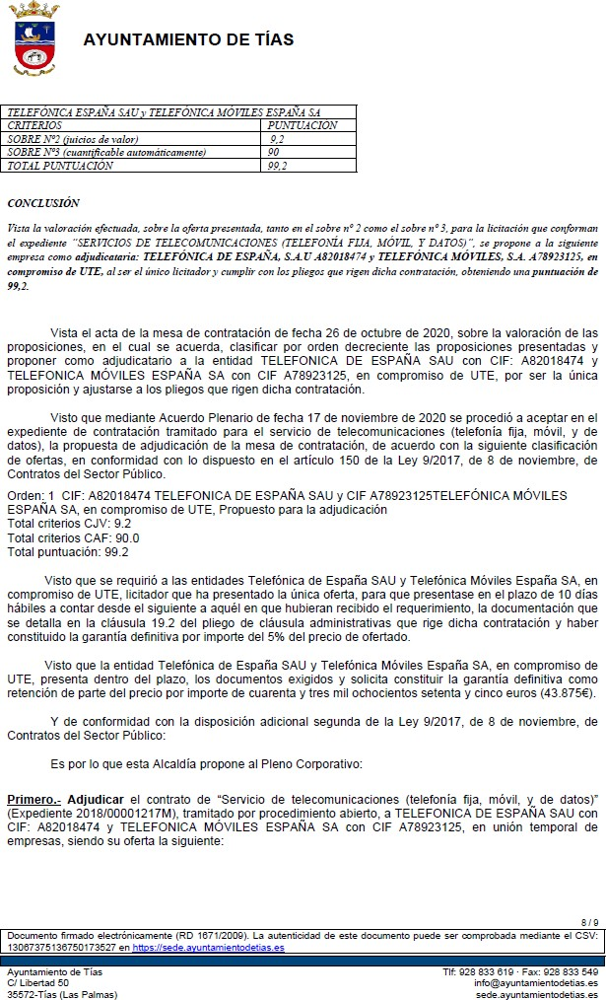 AYUNTAMIENTO DE TÍAS
TELEFÓNICA ESPAÑA SAU y TELEFÓNICA MÓVILES ESPAÑA SA
CRITERIOS PUNTUACIÓN
SOBRE Nº2 (juicios de valor) 9,2
SOBRE Nº3 (cuantificable automáticamente) 90
TOTAL PUNTUACIÓN 99,2
CONCLUSIÓN
Vista la valoración efectuada, sobre la oferta presentada, tanto en el sobre nº 2 como el sobre nº 3, para la licitación que conforman
el expediente "SERVICIOS DE TELECOMUNICACIONES (TELEFONÍA FIJA, MÓVIL, Y DATOS)", se propone a la siguiente
empresa como adjudicataria: TELEFÓNICA DE ESPAÑA, S.A.U A82018474 y TELEFÓNICA MÓVILES, S.A. A78923125, en
compromiso de UTE, al ser el único licitador y cumplir con los pliegos que rigen dicha contratación, obteniendo una puntuación de
99,2.
Vista el acta de la mesa de contratación de fecha 26 de octubre de 2020, sobre la valoración de las
proposiciones, en el cual se acuerda, clasificar por orden decreciente las proposiciones presentadas y
proponer como adjudicatario a la entidad TELEFONICA DE ESPAÑA SAU con CIF: A82018474 y
TELEFONICA MÓVILES ESPAÑA SA con CIF A78923125, en compromiso de UTE, por ser la única
proposición y ajustarse a los pliegos que rigen dicha contratación.
Visto que mediante Acuerdo Plenario de fecha 17 de noviembre de 2020 se procedió a aceptar en el
expediente de contratación tramitado para el servicio de telecomunicaciones (telefonía fija, móvil, y de
datos), la propuesta de adjudicación de la mesa de contratación, de acuerdo con la siguiente clasificación
de ofertas, en conformidad con lo dispuesto en el artículo 150 de la Ley 9/2017, de 8 de noviembre, de
Contratos del Sector Público.
Orden: 1 CIF: A82018474 TELEFONICA DE ESPAÑA SAU y CIF A78923125TELEFÓNICA MÓVILES
ESPAÑA SA, en compromiso de UTE, Propuesto para la adjudicación
Total criterios CJV: 9.2
Total criterios CAF: 90.0
Total puntuación: 99.2
Visto que se requirió a las entidades Telefónica de España SAU y Telefónica Móviles España SA, en
compromiso de UTE, licitador que ha presentado la única oferta, para que presentase en el plazo de 10 días
hábiles a contar desde el siguiente a aquél en que hubieran recibido el requerimiento, la documentación que
se detalla en la cláusula 19.2 del pliego de cláusula administrativas que rige dicha contratación y haber
constituido la garantía definitiva por importe del 5% del precio de ofertado.
Visto que la entidad Telefónica de España SAU y Telefónica Móviles España SA, en compromiso de
UTE, presenta dentro del plazo, los documentos exigidos y solicita constituir la garantía definitiva como
retención de parte del precio por importe de cuarenta y tres mil ochocientos setenta y cinco euros (43.875€).
Y de conformidad con la disposición adicional segunda de la Ley 9/2017, de 8 de noviembre, de
Contratos del Sector Público:
Es por lo que esta Alcaldía propone al Pleno Corporativo:
Primero.- Adjudicar el contrato de “Servicio de telecomunicaciones (telefonía fija, móvil, y de datos)”
(Expediente 2018/00001217M), tramitado por procedimiento abierto, a TELEFONICA DE ESPAÑA SAU con
CIF: A82018474 y TELEFÓNICA MÓVILES ESPAÑA SA con CIF A78923125, en unión temporal de
empresas, siendo su oferta la siguiente:
8 / 9
Documento firmado electrónicamente (RD 1671/2009). La autenticidad de este documento puede ser comprobada mediante el CSV:
13067375136750173527 en https://sede.ayuntamientodetias.es
Ayuntamiento de Tías Tlf: 928 833 619 · Fax: 928 833 549
C/ Libertad 50 info@ayuntamientodetias.es
35572-Tías (Las Palmas) sede.ayuntamientodetias.es